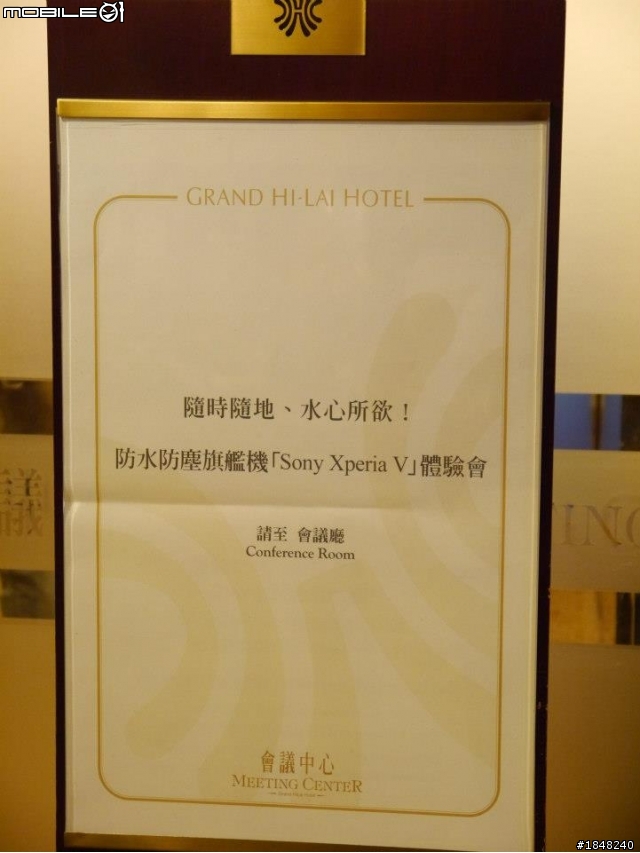 MOBILE01
GRAND HI-LAI HOTEL
隨時隨地、水心所欲！
防水防塵旗艦機「Sony Xperia V」體驗會
請至 會議廳
Conference Room
議
會議中心
MEETING CENTER
#1848240